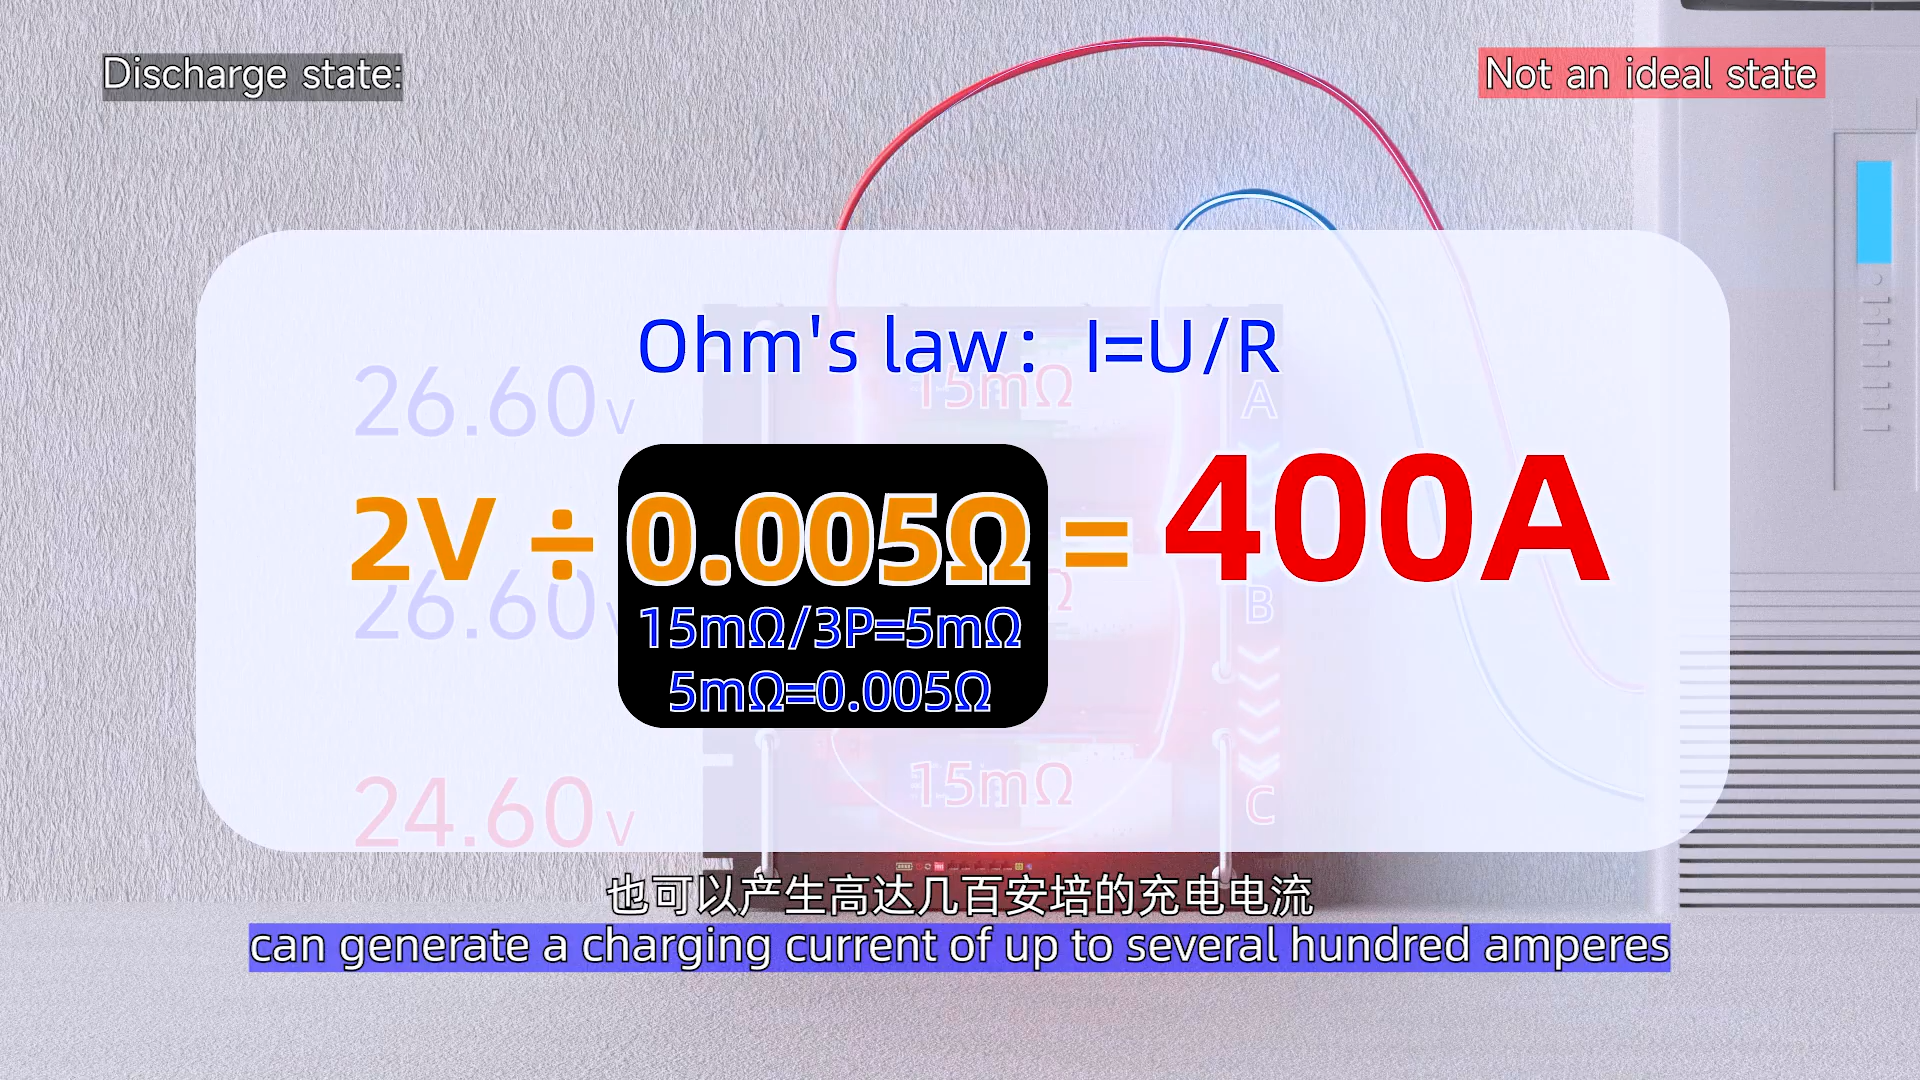 Discharge state:
Not an ideal state
Ohm's law：I=U/R
15mΩ
A
26.60V
2V÷0.005Ω=400A
26.60
Ω
B
15mΩ/3P=5mΩ
5mΩ=0.005Ω
15mΩ
C
24.60V
也可以产生高达几百安培的充电电流
can generate a charging current of up to several hundred amperes